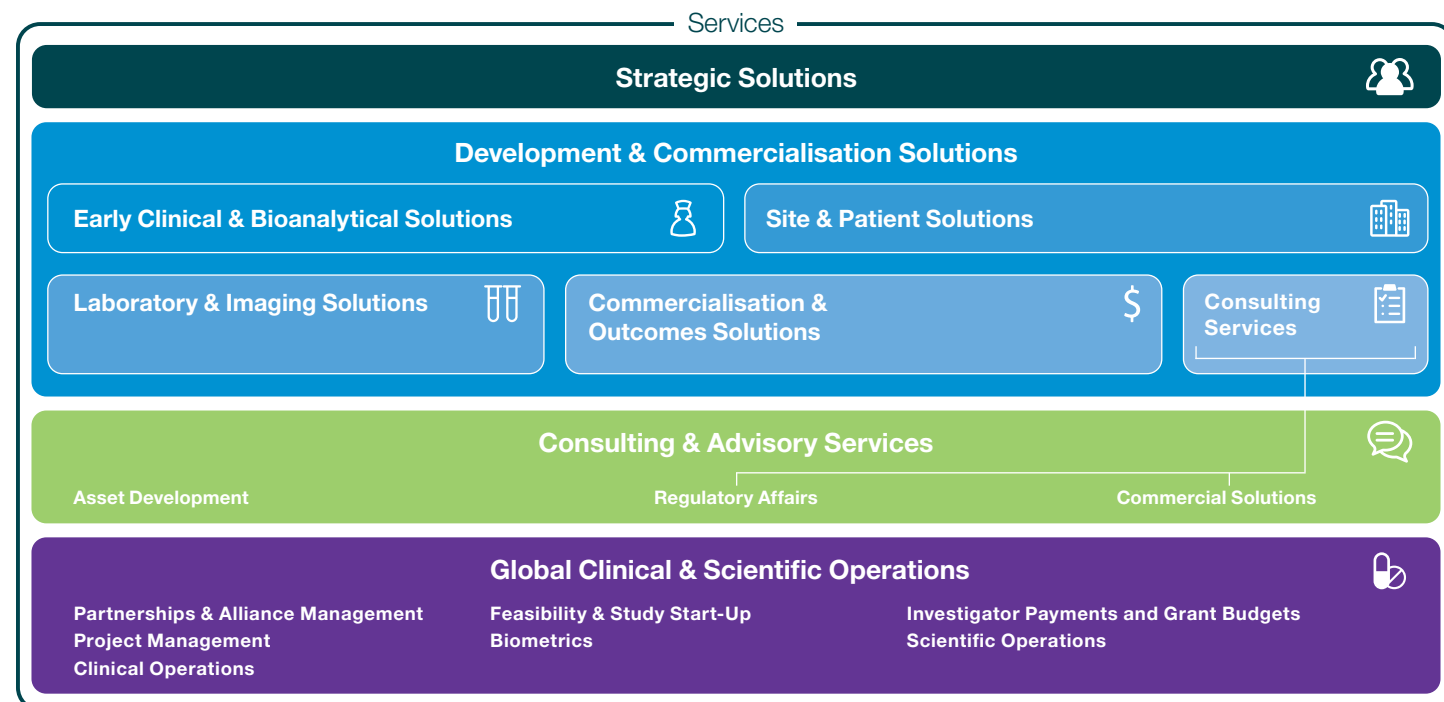 Services
Strategic Solutions
Development & Commercialisation Solutions
Early Clinical & Bioanalytical Solutions
Site & Patient Solutions
Laboratory & Imaging Solutions
Commercialisation &
Outcomes Solutions
$
Consulting
Services
Consulting & Advisory Services
Asset Development
Regulatory Affairs
Commercial Solutions
Global Clinical & Scientific Operations
Partnerships & Alliance Management
Project Management
Clinical Operations
Feasibility & Study Start-Up
Biometrics
Investigator Payments and Grant Budgets
Scientific Operations